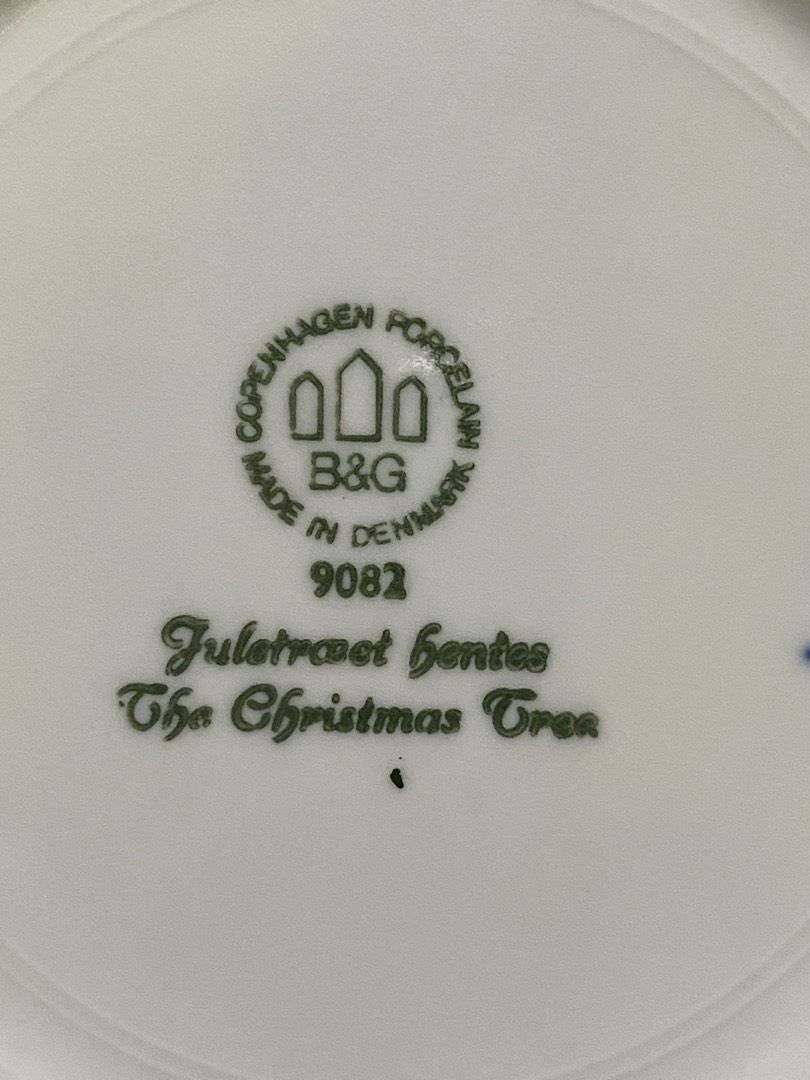 COPENHAGEN PORCELAIN
B&G
MADE IN DENMARK
9082
Juletræet hentes
The Christmas Tree